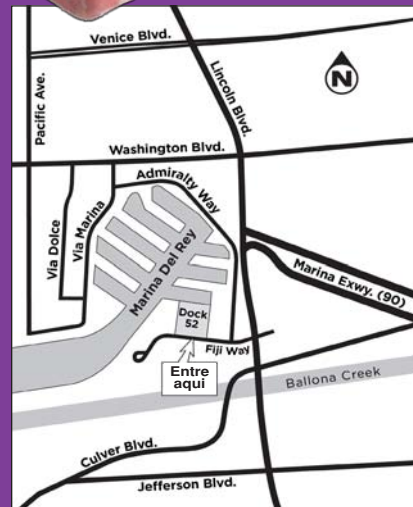 Venice Blvd.
Pacific Ave.
Lincoln Blvd.
N
Washington Blvd.
Admiralty Way
Via Dolce
Via Marina
Marina Del Rey
Marina Exwy. (90)
Dock
52
Fiji Way
Entre
aquí
Ballona Creek
Culver Blvd.
Jefferson Blvd.